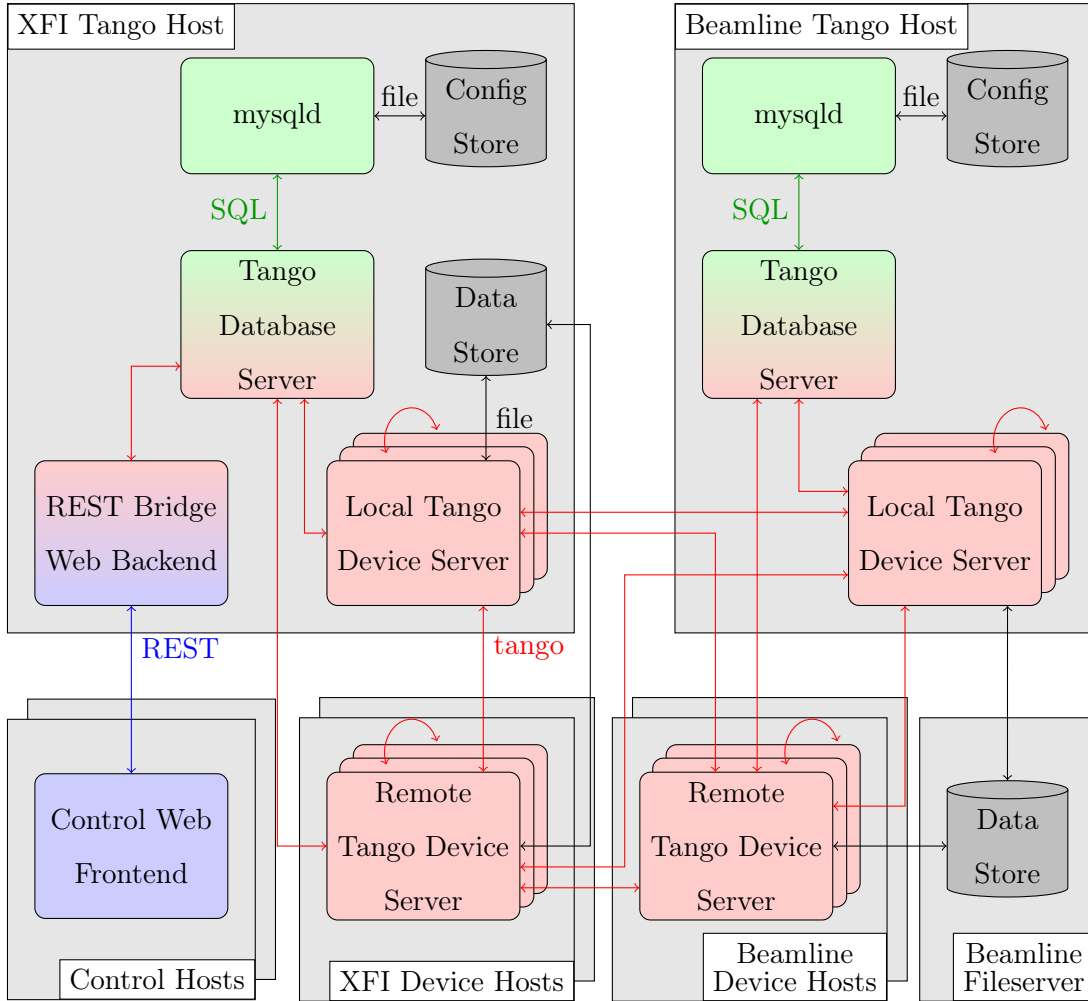 XFI Tango Host
mysqld
file
Config
Store
SQL
Tango
Database
Server
Data
Store
file
REST Bridge
Web Backend
Local Tango
Device Server
REST
tango
Beamline Tango Host
mysqld
file
Config
Store
SQL
Tango
Database
Server
Local Tango
Device Server
Control Web
Frontend
Control Hosts
Remote
Tango Device
Server
XFI Device Hosts
Remote
Tango Device
Server
Beamline
Device Hosts
Data
Store
Beamline
Fileserver